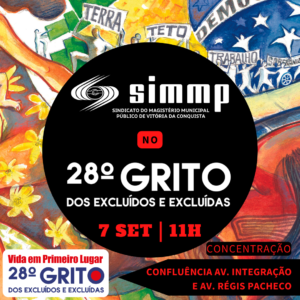 TERRA
TETO
DEMO
TRABALHO
simmp
SINDICATO DO MAGISTÉRIO MUNICIPAL
PÚBLICO DE VITÓRIA DA CONQUISTA
NO
28º GRITO
DOS EXCLUÍDOS E EXCLUÍDAS
7 SET | 11H
CONCENTRAÇÃO
CONFLUÊNCIA AV. INTEGRAÇÃO
E AV. RÉGIS PACHECO
Vida em Primeiro Lugar
28º GRITO
DOS EXCLUÍDOS E EXCLUÍDAS